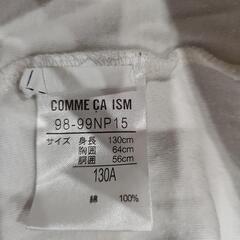 COMME ÇA ISM
98-99NP15
サイズ 身長 130cm
胸囲 64cm
胴囲 56cm
130A
綿 100%